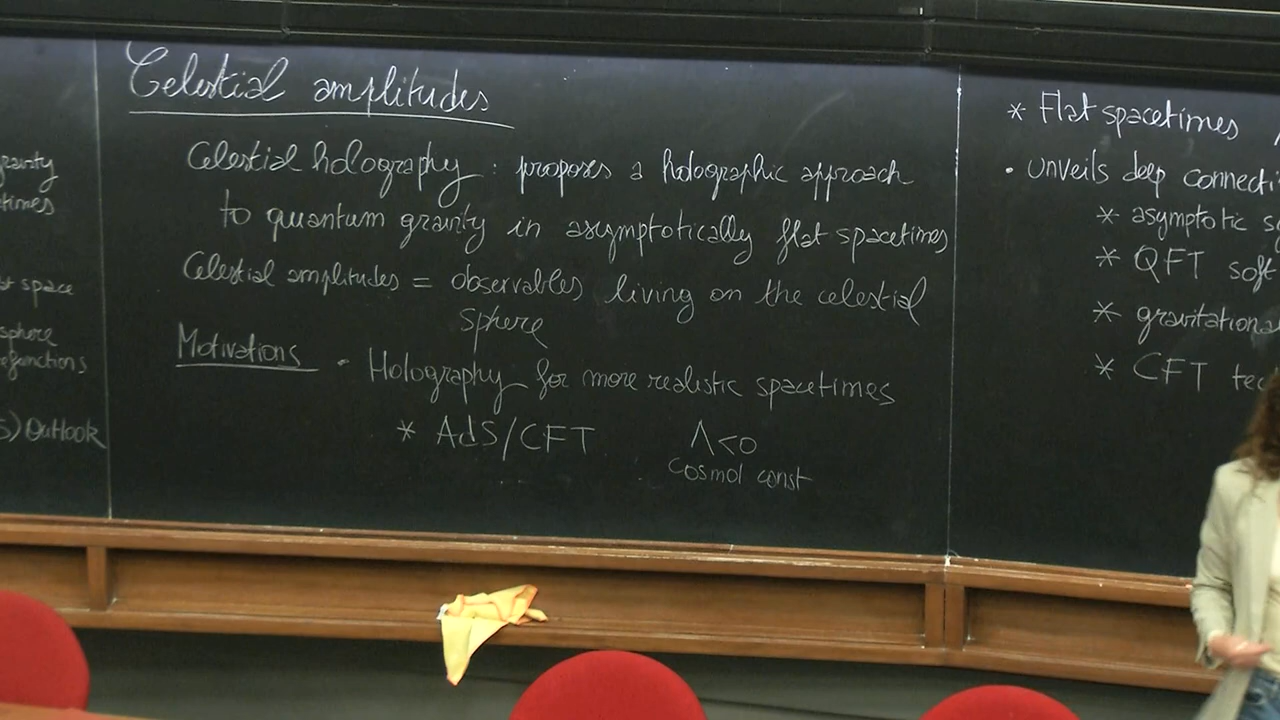 gravity
times
space
sphere
5) Outlook
Celestial amplitudes
Celestial holography : proposes a holographic approach
to quantum gravity in asymptotically flat spacetimes
Celestial amplitudes = observables living on the celestial
sphere
Motivations - Holography for more realistic spacetimes
* AdS/CFT Λ<0
cosmol const
* Flat spacetimes
• unveils deep connecti
* asymptotic s
* QFT soft
* gravitationa
* CFT tec